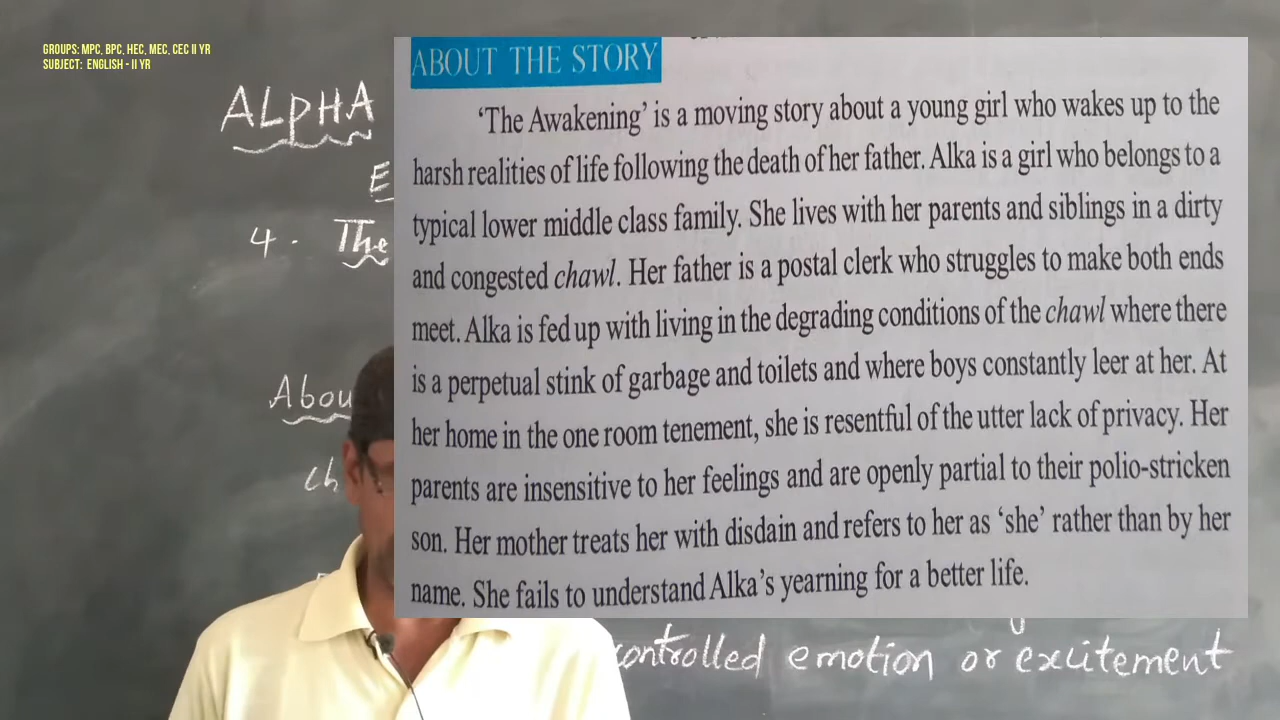 GROUPS: MPC, BPC, HEC, MEC, CEC II YR
SUBJECT: ENGLISH - II YR
ALPHA
E
4. The
Abou
ch
ABOUT THE STORY
'The Awakening' is a moving story about a young girl who wakes up to the
harsh realities of life following the death of her father. Alka is a girl who belongs to a
typical lower middle class family. She lives with her parents and siblings in a dirty
and congested chawl. Her father is a postal clerk who struggles to make both ends
meet. Alka is fed up with living in the degrading conditions of the chawl where there
is a perpetual stink of garbage and toilets and where boys constantly leer at her. At
her home in the one room tenement, she is resentful of the utter lack of privacy. Her
parents are insensitive to her feelings and are openly partial to their polio-stricken
son. Her mother treats her with disdain and refers to her as 'she' rather than by her
name. She fails to understand Alka's yearning for a better life.
controlled emotion or excitement